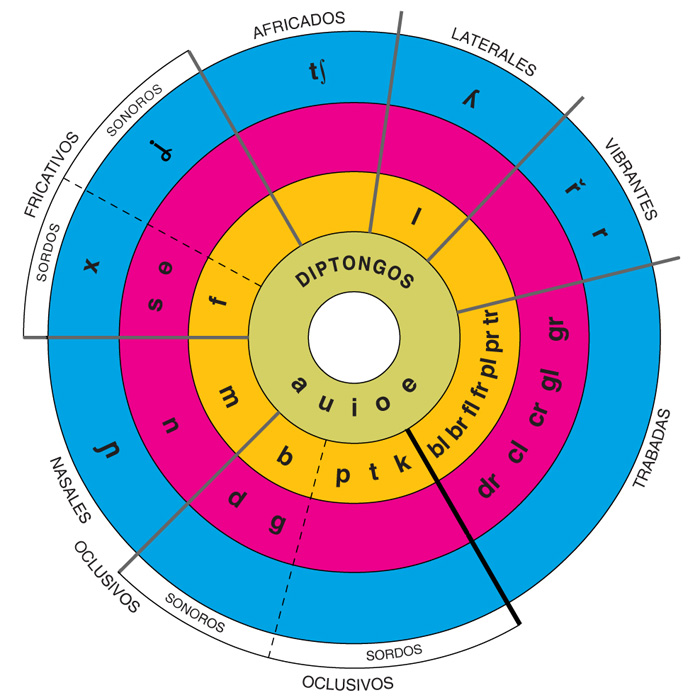 AFRICADOS
LATERALES
VIBRANTES
TRABADAS
OCLUSIVOS
SORDOS
SONOROS
OCLUSIVOS
NASALES
FRICATIVOS
SORDOS
SONOROS
tʃ
ʎ
r̄
r
ʝ
x
ɲ
s θ
n
d g
dr cl cr gl gr
f
l
m
b
p t k
bl br fl fr pl pr tr
DIPTONGOS
a u i o e